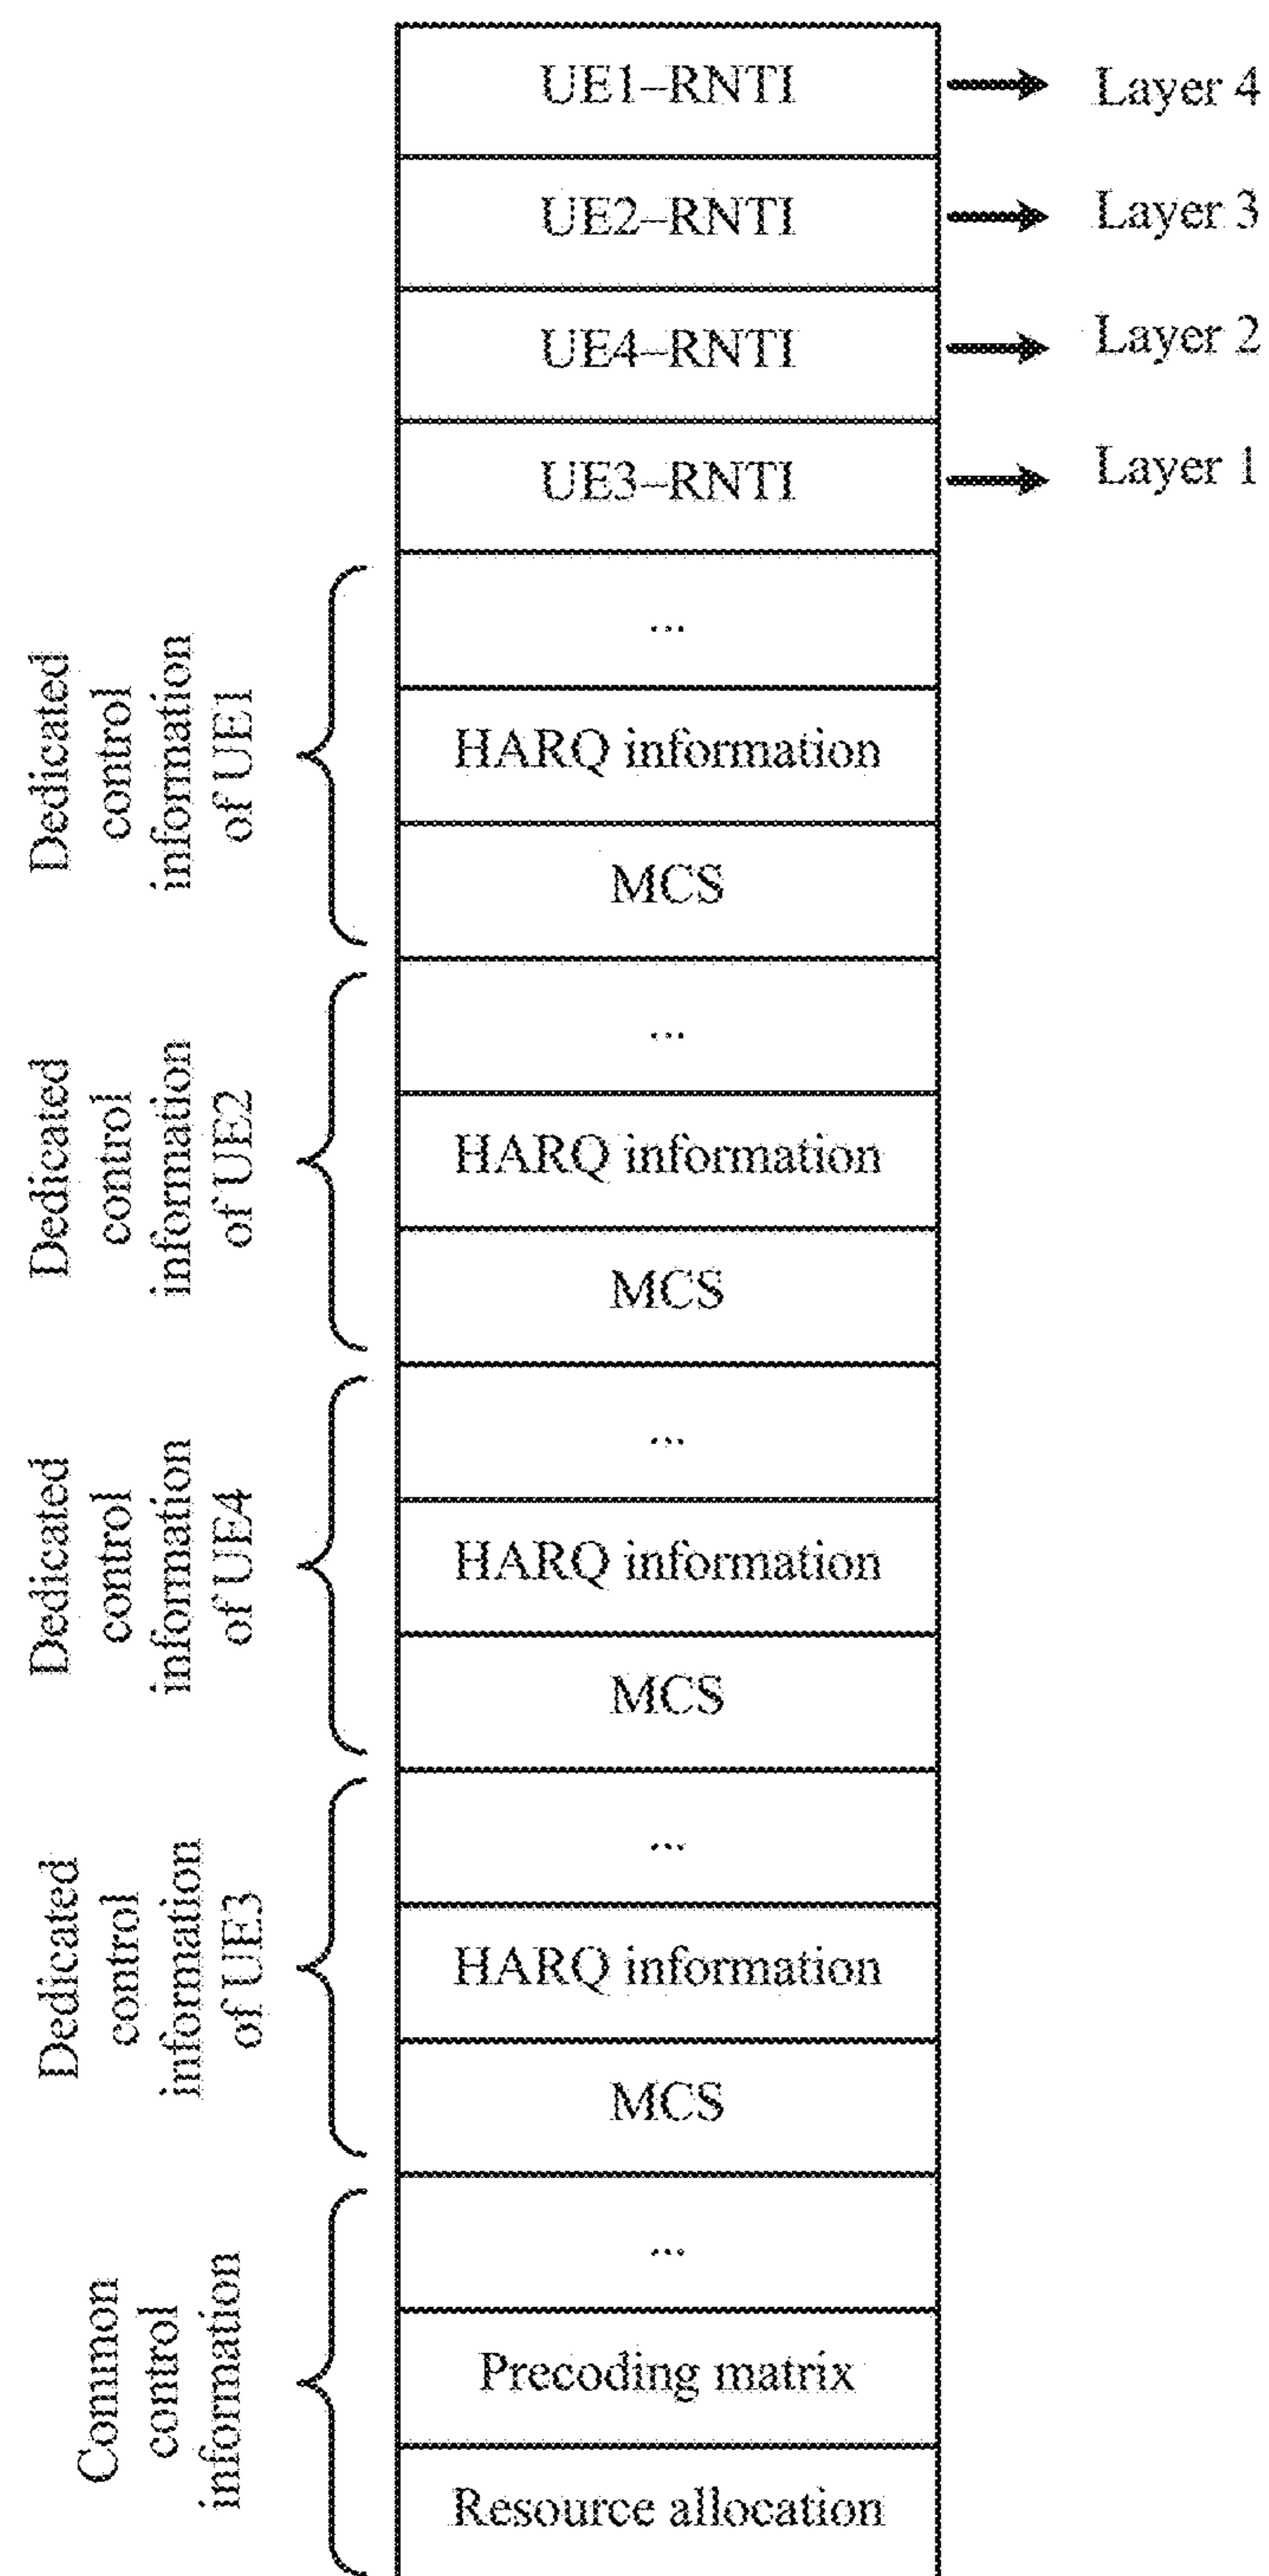 UE1–RNTI
Layer 4
UE2–RNTI
Layer 3
UE4–RNTI
Layer 2
UE3–RNTI
Layer 1
Dedicated
control
information
of UE1
...
HARQ information
MCS
Dedicated
control
information
of UE2
...
HARQ information
MCS
Dedicated
control
information
of UE4
...
HARQ information
MCS
Dedicated
control
information
of UE3
...
HARQ information
MCS
Common
control
information
...
Precoding matrix
Resource allocation